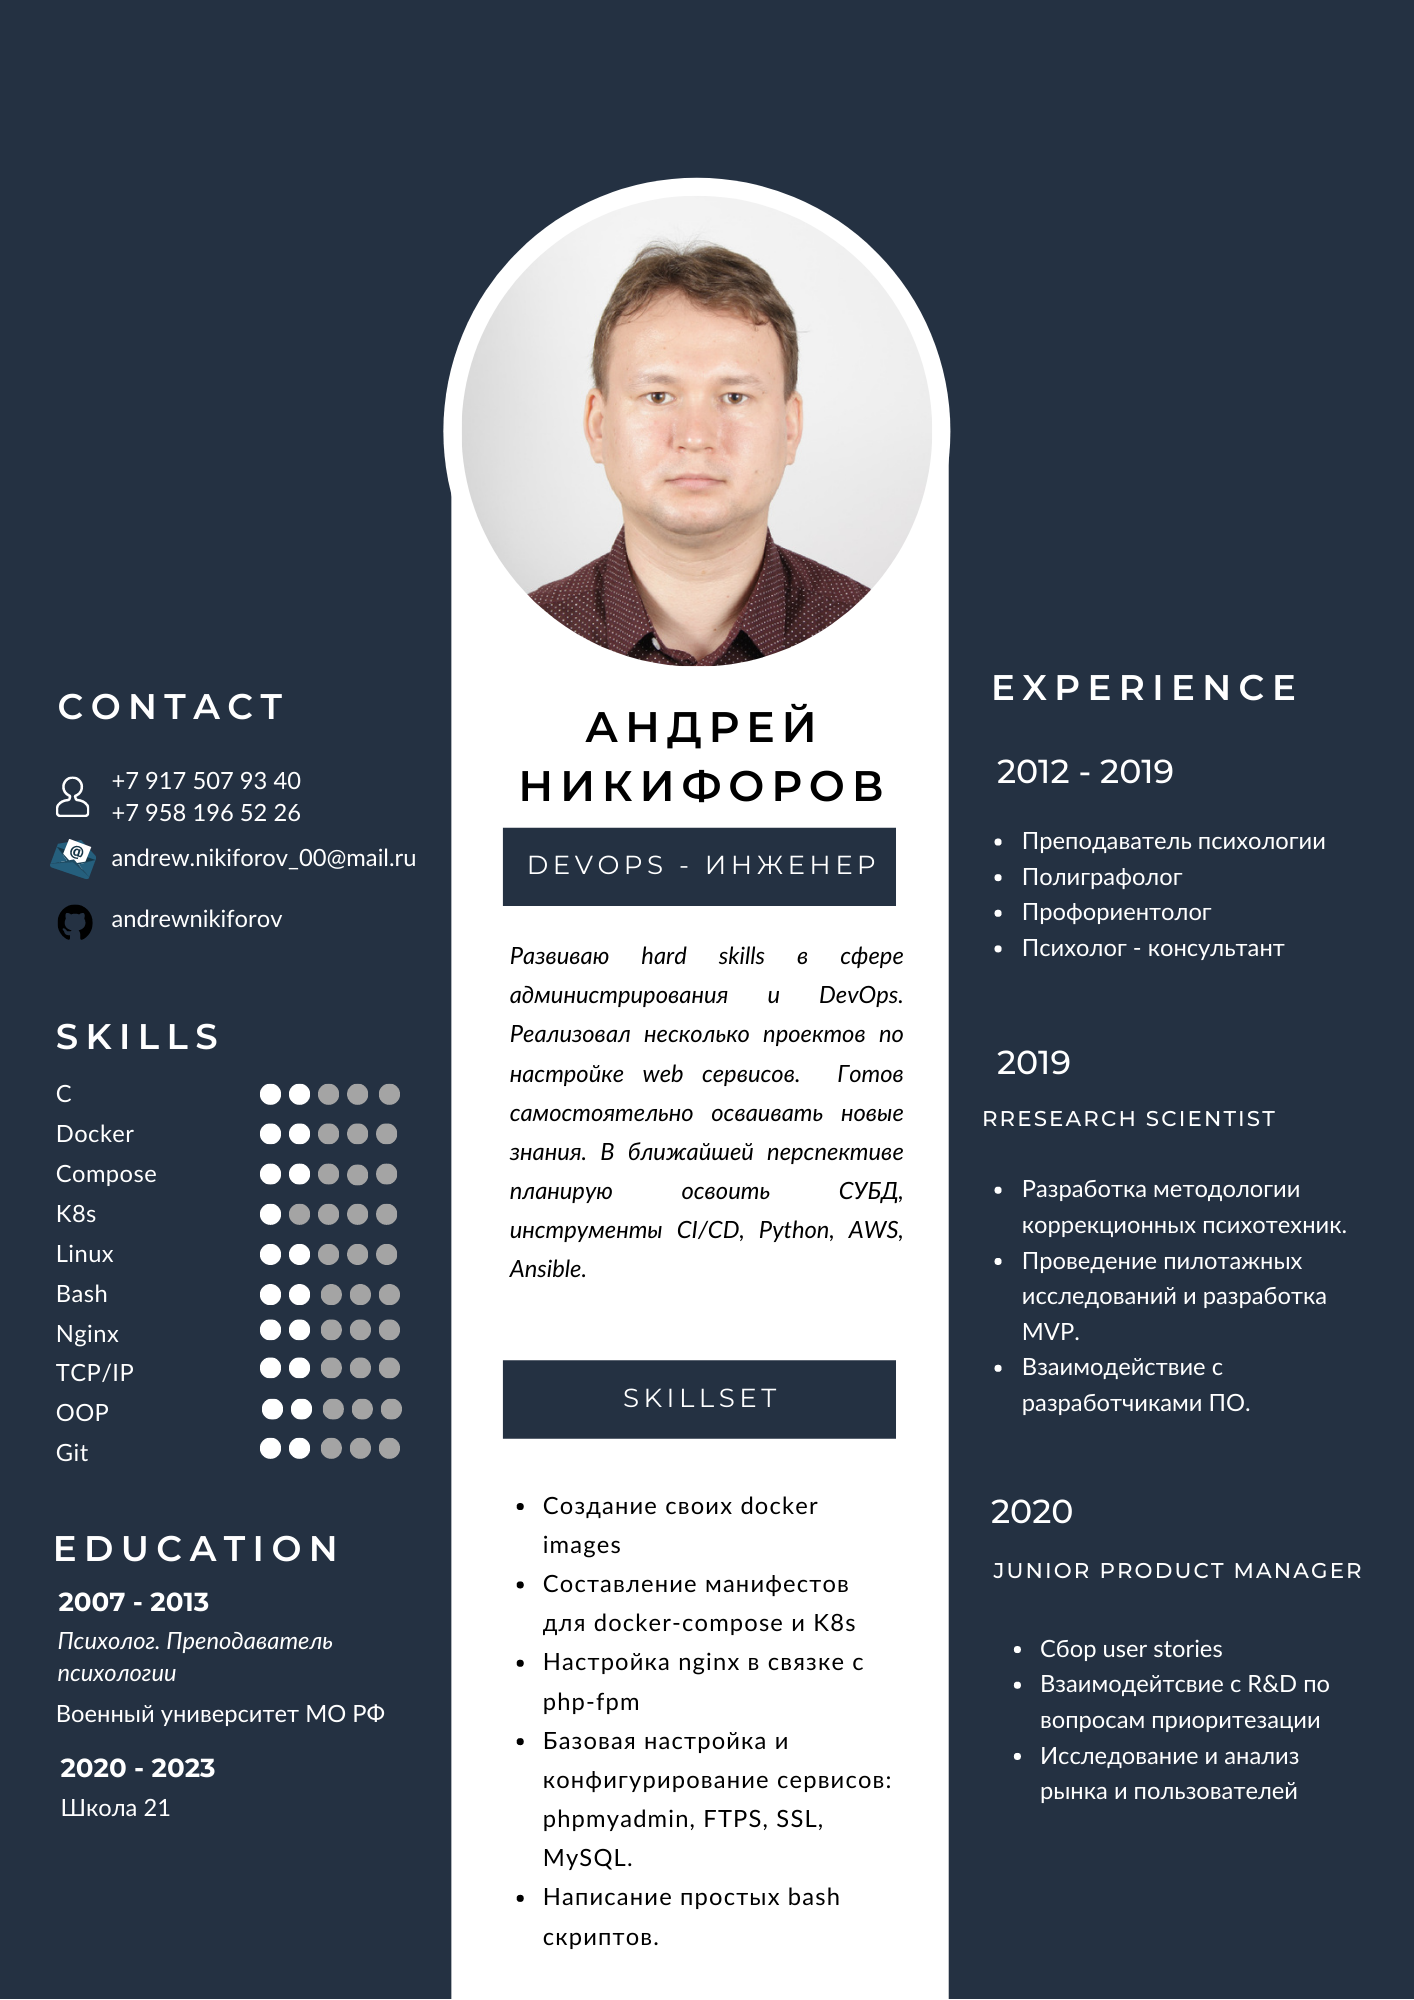 CONTACT
+7 917 507 93 40
+7 958 196 52 26
@
andrew.nikiforov_00@mail.ru
andrewnikiforov
SKILLS
C
Docker
Compose
K8s
Linux
Bash
Nginx
TCP/IP
OOP
Git
EDUCATION
2007 - 2013
Психолог. Преподаватель
психологии
Военный университет МО РФ
2020 - 2023
Школа 21
АНДРЕЙ
НИКИФОРОВ
DEVOPS - ИНЖЕНЕР
Развиваю hard skills в сфере
администрирования и DevOps.
Реализовал несколько проектов по
настройке web сервисов. Готов
самостоятельно осваивать новые
знания. В ближайшей перспективе
планирую освоить СУБД,
инструменты CI/CD, Python, AWS,
Ansible.
SKILLSET
• Создание своих docker
images
• Составление манифестов
для docker-compose и K8s
• Настройка nginx в связке с
php-fpm
• Базовая настройка и
конфигурирование сервисов:
phpmyadmin, FTPS, SSL,
MySQL.
• Написание простых bash
скриптов.
EXPERIENCE
2012 - 2019
• Преподаватель психологии
• Полиграфолог
• Профориентолог
• Психолог - консультант
2019
RRESEARCH SCIENTIST
• Разработка методологии
коррекционных психотехник.
• Проведение пилотажных
исследований и разработка
MVP.
• Взаимодействие с
разработчиками ПО.
2020
JUNIOR PRODUCT MANAGER
• Сбор user stories
• Взаимодейтсвие с R&D по
вопросам приоритезации
• Исследование и анализ
рынка и пользователей